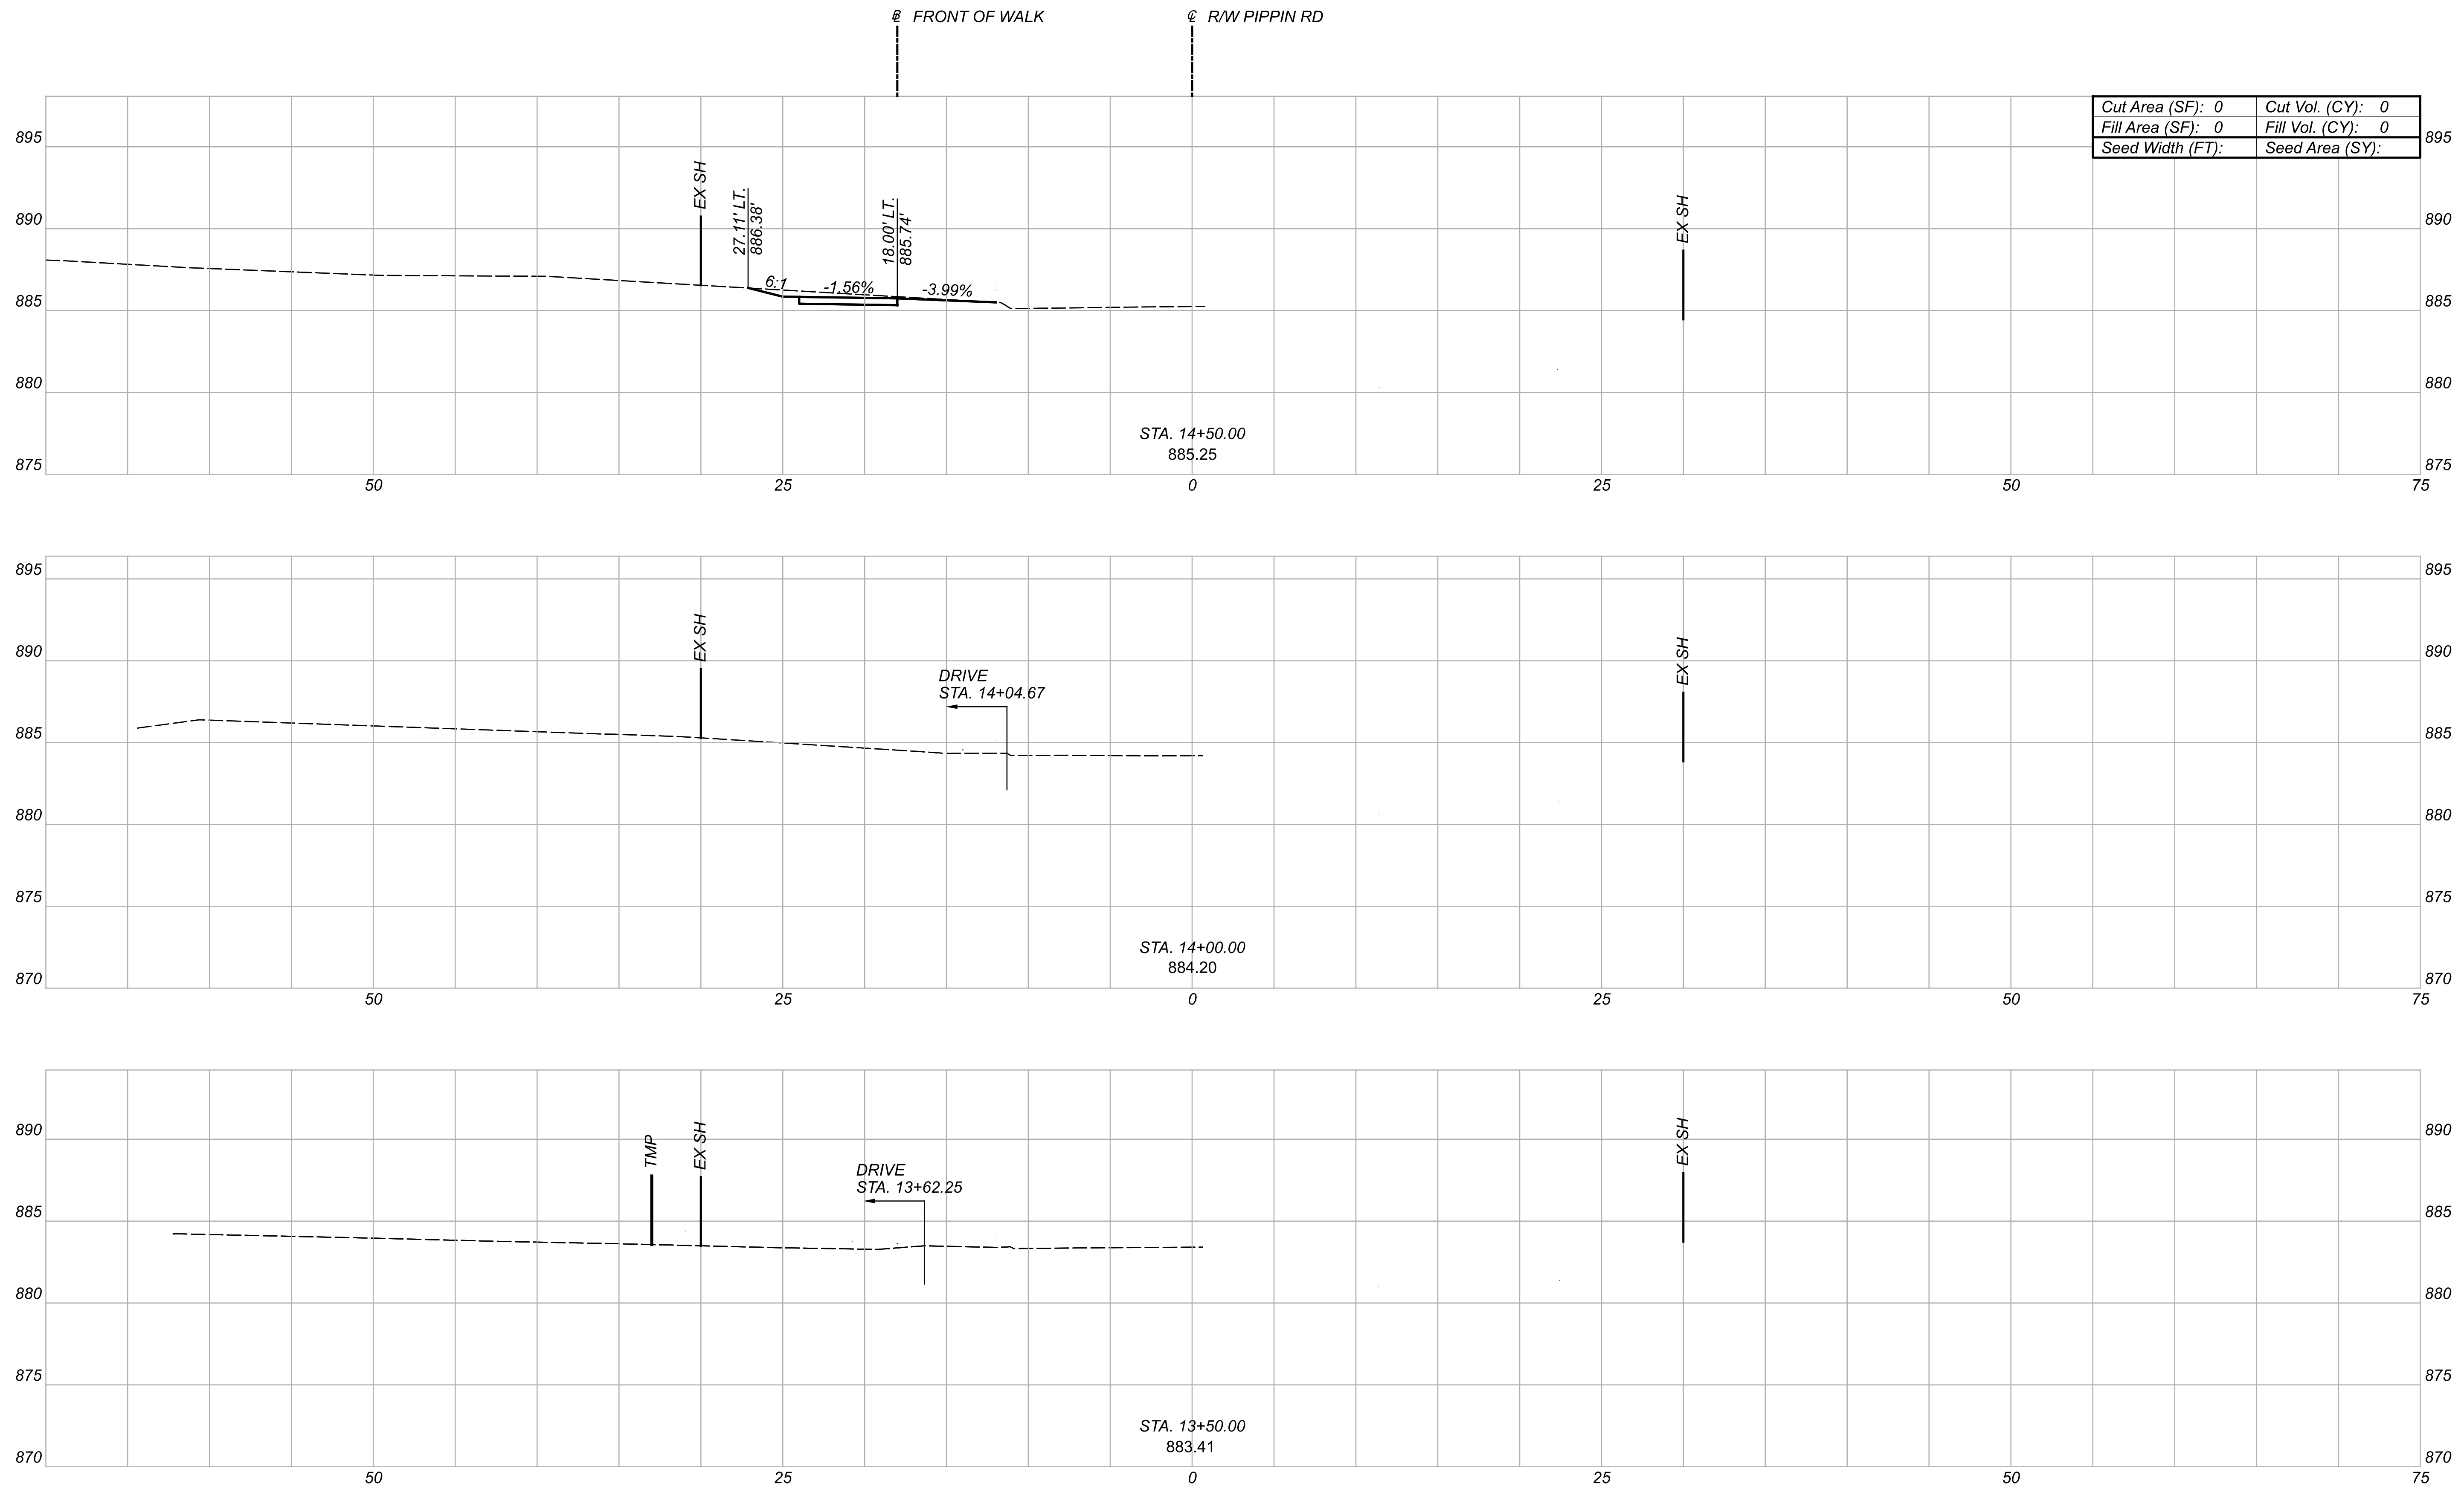 FRONT OF WALK
R/W PIPPIN RD
Cut Area (SF): 0 Cut Vol. (CY): 0
Fill Area (SF): 0 Fill Vol. (CY): 0
Seed Width (FT): Seed Area (SY):
895 895
EX SH
27.11' LT.
886.38'
18.00' LT.
885.74'
EX SH
890 890
6:1 -1.56% -3.99%
885 885
880 880
STA. 14+50.00
885.25
875 875
50 25 0 25 50 75
895 895
EX SH
EX SH
890 890
DRIVE
STA. 14+04.67
885 885
880 880
875 875
STA. 14+00.00
884.20
870 870
50 25 0 25 50 75
890 890
TMP
EX SH
EX SH
DRIVE
STA. 13+62.25
885 885
880 880
875 875
STA. 13+50.00
883.41
870 870
50 25 0 25 50 75